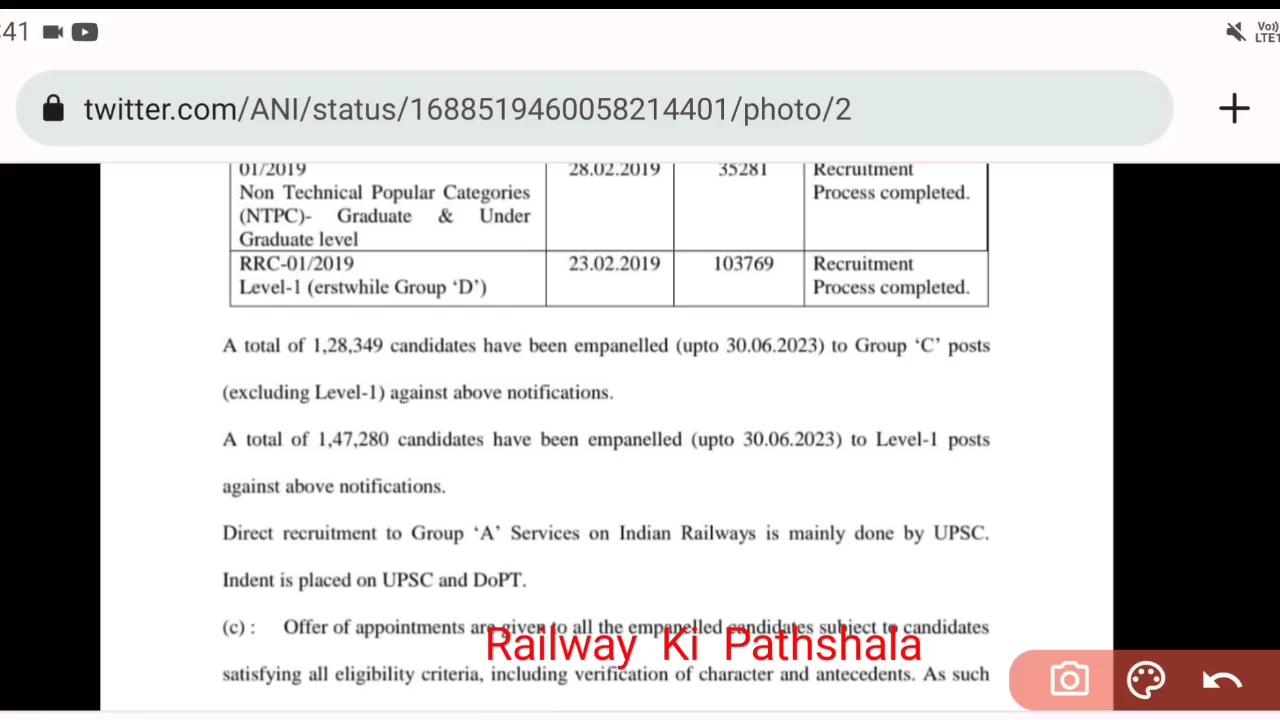 :41
Vo))
LTE1
twitter.com/ANI/status/1688519460058214401/photo/2
01/2019 28.02.2019 35281 Recruitment
Non Technical Popular Categories Process completed.
(NTPC)- Graduate & Under
Graduate level
RRC-01/2019 23.02.2019 103769 Recruitment
Level-1 (erstwhile Group ‘D’) Process completed.
A total of 1,28,349 candidates have been empanelled (upto 30.06.2023) to Group ‘C’ posts
(excluding Level-1) against above notifications.
A total of 1,47,280 candidates have been empanelled (upto 30.06.2023) to Level-1 posts
against above notifications.
Direct recruitment to Group ‘A’ Services on Indian Railways is mainly done by UPSC.
Indent is placed on UPSC and DoPT.
(c) : Offer of appointments are given to all the empanelled candidates subject to candidates
Railway Ki Pathshala
satisfying all eligibility criteria, including verification of character and antecedents. As such